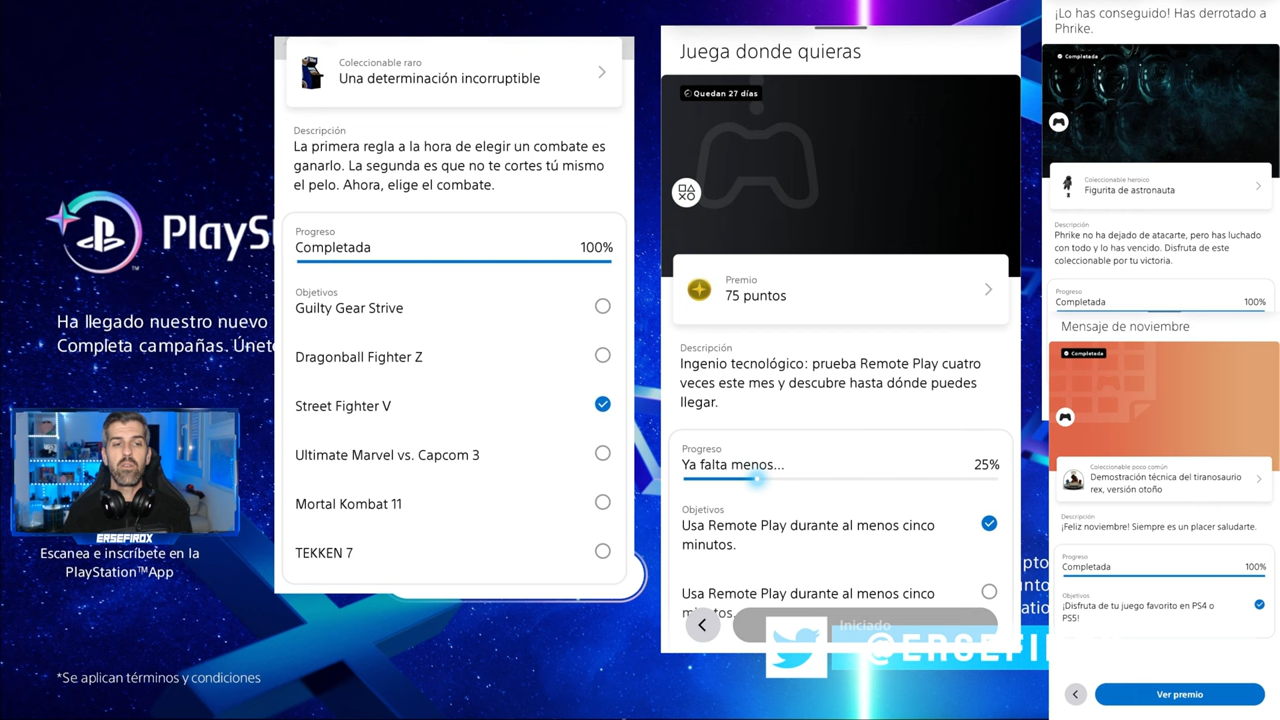 PlayS
Ha llegado nuestro nuevo
Completa campañas. Únete
ERSEFIROX
Escanea e inscríbete en la
PlayStation™App
*Se aplican términos y condiciones
Coleccionable raro
Una determinación incorruptible
Descripción
La primera regla a la hora de elegir un combate es
ganarlo. La segunda es que no te cortes tú mismo
el pelo. Ahora, elige el combate.
Progreso
Completada 100%
Objetivos
Guilty Gear Strive
Dragonball Fighter Z
Street Fighter V
Ultimate Marvel vs. Capcom 3
Mortal Kombat 11
TEKKEN 7
Juega donde quieras
Quedan 27 días
Premio
75 puntos
Descripción
Ingenio tecnológico: prueba Remote Play cuatro
veces este mes y descubre hasta dónde puedes
llegar.
Progreso
Ya falta menos... 25%
Objetivos
Usa Remote Play durante al menos cinco
minutos.
Usa Remote Play durante al menos cinco
minutos.
Iniciado
@ERSEFI
¡Lo has conseguido! Has derrotado a
Phrike.
Completada
Coleccionable heroico
Figurita de astronauta
Descripción
Phrike no ha dejado de atacarte, pero has luchado
con todo y lo has vencido. Disfruta de este
coleccionable por tu victoria.
Progreso:
Completada 100%
Mensaje de noviembre
Completada
Coleccionable poco común
Demostración técnica del tiranosaurio
rex, versión otoño
Descripción
¡Feliz noviembre! Siempre es un placer saludarte.
Progreso
Completada 100%
Objetivos
¡Disfruta de tu juego favorito en PS4 o
PS5!
Ver premio